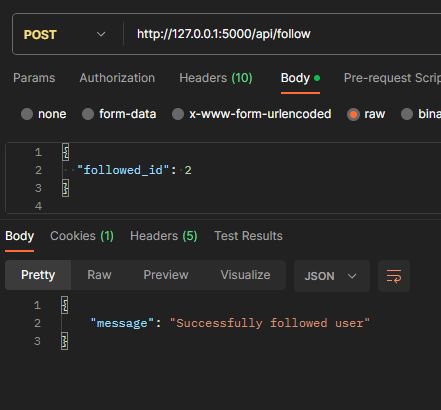 POST http://127.0.0.1:5000/api/follow
Params Authorization Headers (10) Body Pre-request Scrip
none form-data x-www-form-urlencoded raw bina
1 {
2 "followed_id": 2
3 }
4
Body Cookies (1) Headers (5) Test Results
Pretty Raw Preview Visualize JSON
1 {
2 "message": "Successfully followed user"
3 }